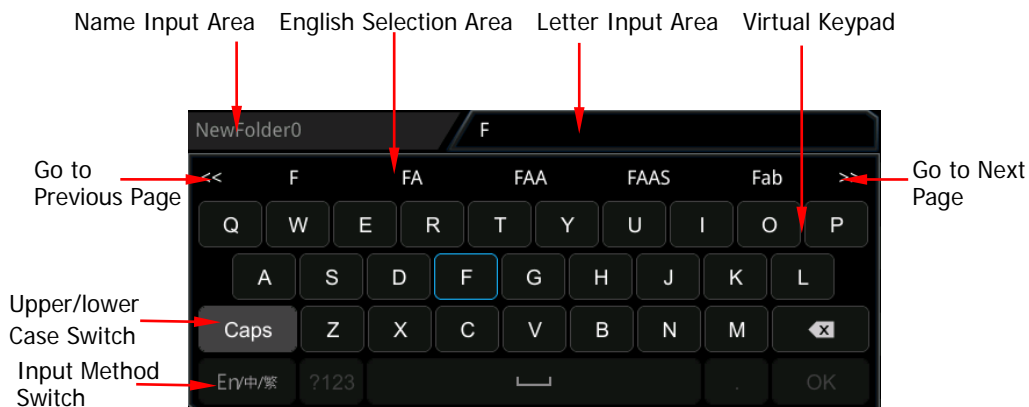 Name Input Area English Selection Area Letter Input Area Virtual Keypad
NewFolder0 F
Go to
Previous Page
<< F FA FAA FAAS Fab >>
Go to Next
Page
Q W E R T Y U I O P
A S D F G H J K L
Upper/lower
Case Switch
Caps Z X C V B N M
Input Method
Switch
En/中/繁 ?123 . OK